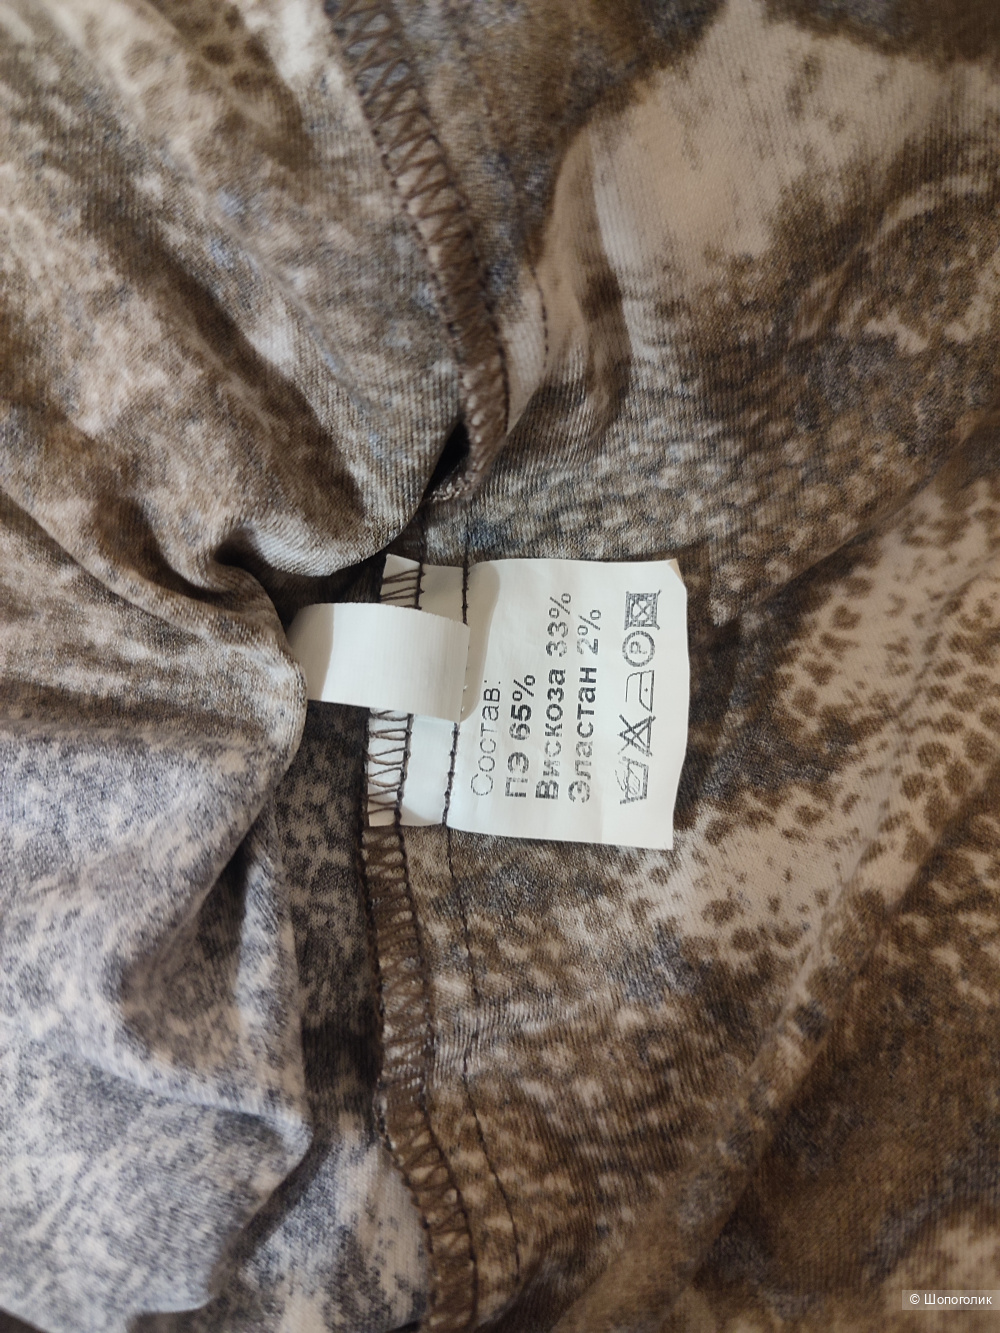 Состав:
ПЭ 65%
Вискоза 33%
Эластан 2%
P
© Шопоголик